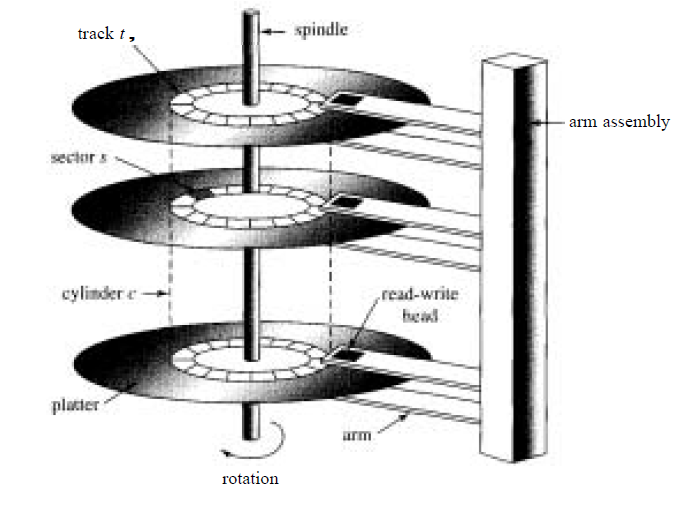 spindle
track t,
arm assembly
sector s
cylinder c
read-write
head
platter
arm
rotation